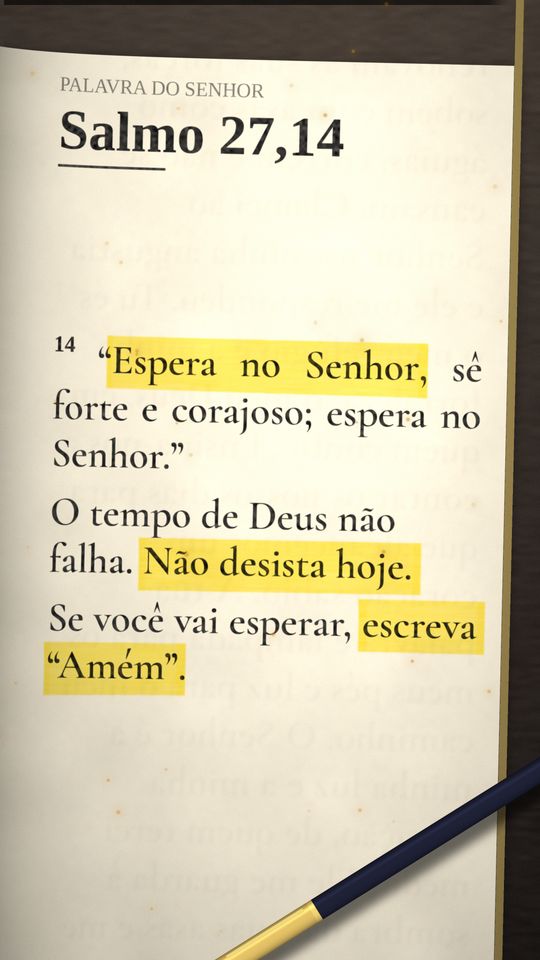 PALAVRA DO SENHOR
Salmo 27,14
14 “Espera no Senhor, sê
forte e corajoso; espera no
Senhor.”
O tempo de Deus não
falha. Não desista hoje.
Se você vai esperar, escreva
“Amém”.